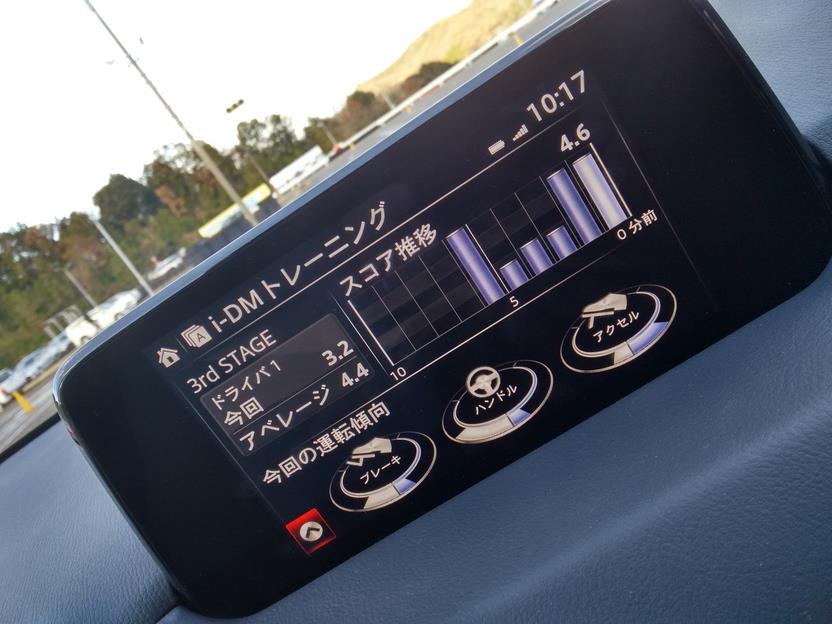 10:17
i-DMトレーニング
3rd STAGE
ドライバ1
今回 3.2
アベレージ 4.4
スコア推移
4.6
10
5
0 分前
今回の運転傾向
ブレーキ
ハンドル
アクセル